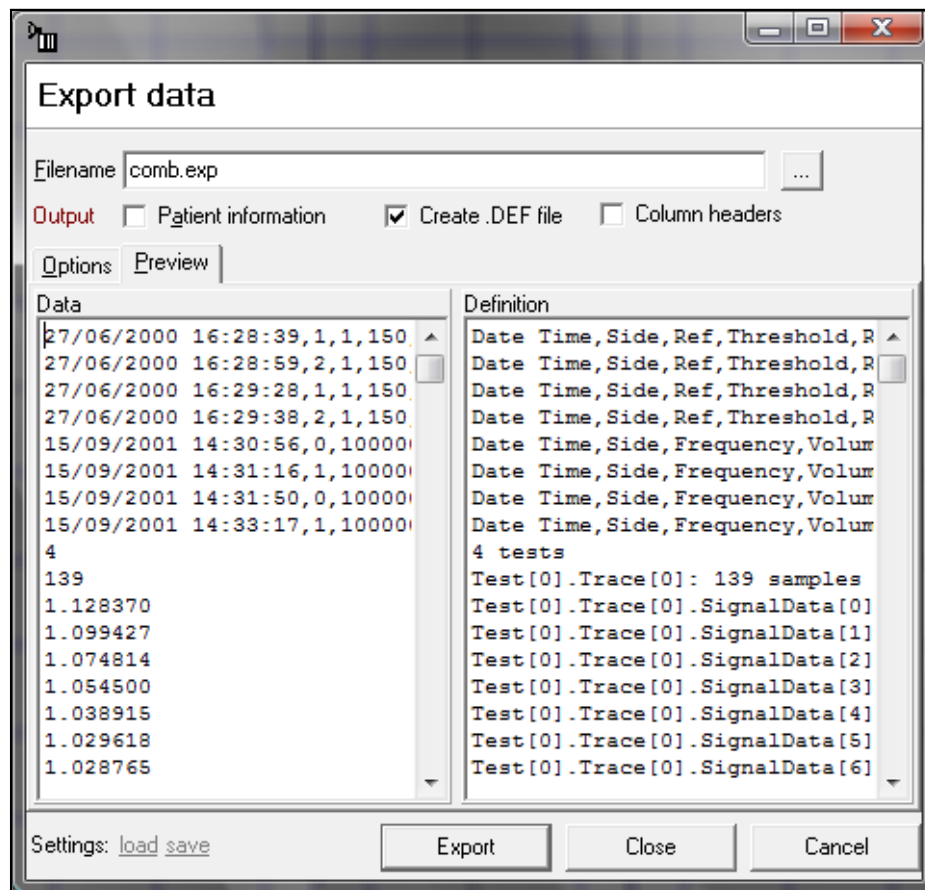 Export data
Filename comb.exp ...
Output Patient information Create .DEF file Column headers
Options Preview
Data
27/06/2000 16:28:39,1,1,150,
27/06/2000 16:28:59,2,1,150,
27/06/2000 16:29:28,1,1,150,
27/06/2000 16:29:38,2,1,150,
15/09/2001 14:30:56,0,100000
15/09/2001 14:31:16,1,100000
15/09/2001 14:31:50,0,100000
15/09/2001 14:33:17,1,100000
4
139
1.128370
1.099427
1.074814
1.054500
1.038915
1.029618
1.028765
Definition
Date Time,Side,Ref,Threshold,R
Date Time,Side,Ref,Threshold,R
Date Time,Side,Ref,Threshold,R
Date Time,Side,Ref,Threshold,R
Date Time,Side,Frequency,Volum
Date Time,Side,Frequency,Volum
Date Time,Side,Frequency,Volum
Date Time,Side,Frequency,Volum
4 tests
Test[0].Trace[0]: 139 samples
Test[0].Trace[0].SignalData[0]
Test[0].Trace[0].SignalData[1]
Test[0].Trace[0].SignalData[2]
Test[0].Trace[0].SignalData[3]
Test[0].Trace[0].SignalData[4]
Test[0].Trace[0].SignalData[5]
Test[0].Trace[0].SignalData[6]
Settings: load save Export Close Cancel